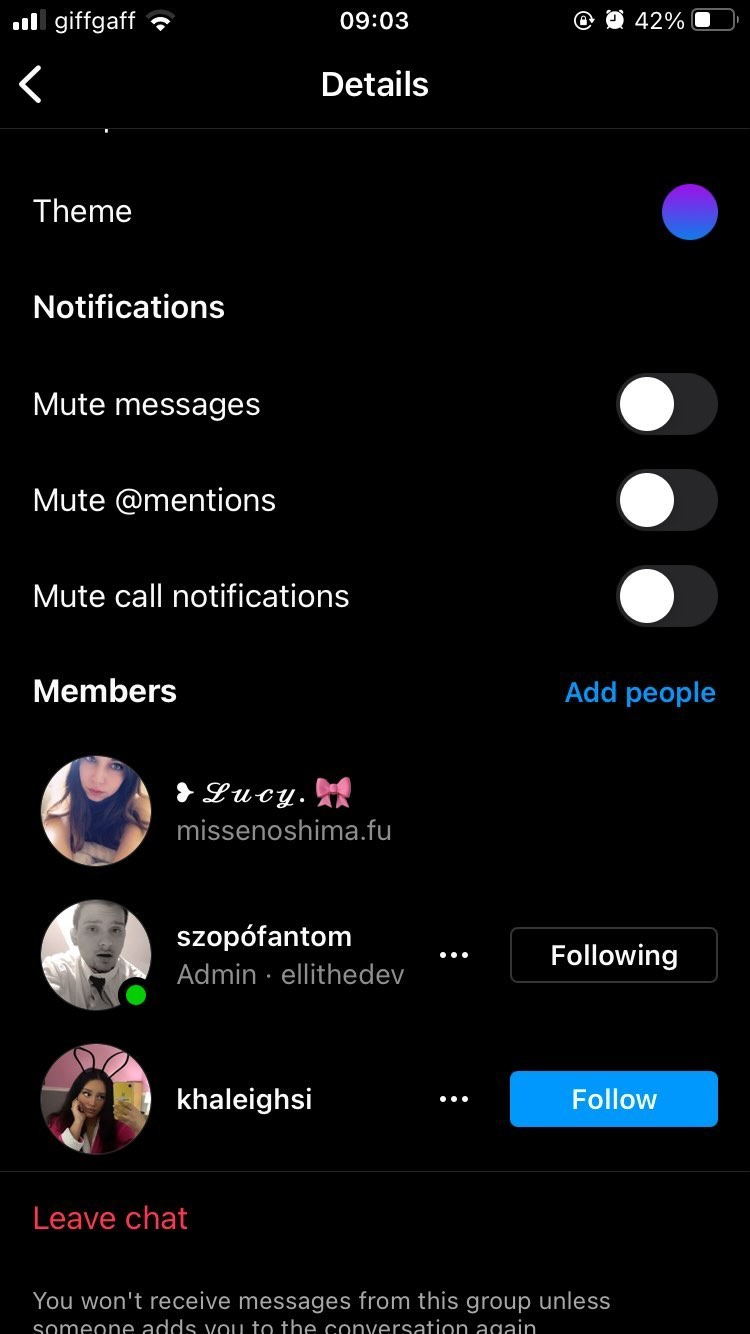 giffgaff 09:03 42%
Details
Theme
Notifications
Mute messages
Mute @mentions
Mute call notifications
Members Add people
❥ 𝓛𝓾𝓬𝔂. 🎀
missenoshima.fu
szopófantom
Admin · ellithedev
Following
khaleighsi
Follow
Leave chat
You won't receive messages from this group unless
someone adds you to the conversation again